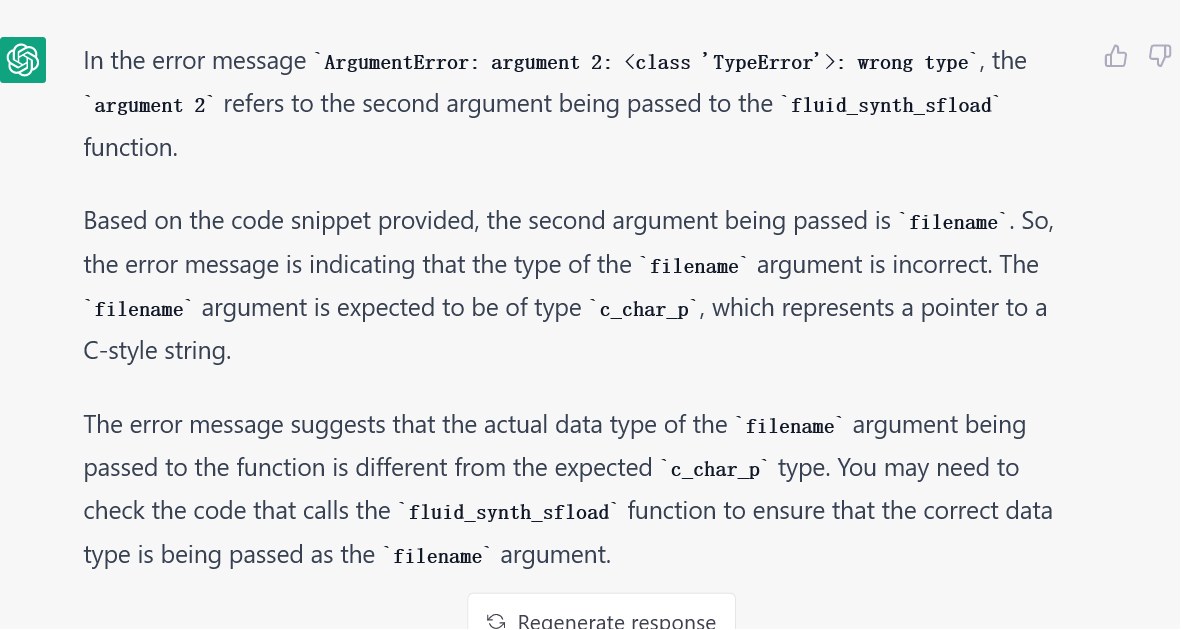 In the error message `ArgumentError: argument 2: <class 'TypeError'>: wrong type`, the
`argument 2` refers to the second argument being passed to the `fluid_synth_sfload`
function.
Based on the code snippet provided, the second argument being passed is `filename`. So,
the error message is indicating that the type of the `filename` argument is incorrect. The
`filename` argument is expected to be of type `c_char_p`, which represents a pointer to a
C-style string.
The error message suggests that the actual data type of the `filename` argument being
passed to the function is different from the expected `c_char_p` type. You may need to
check the code that calls the `fluid_synth_sfload` function to ensure that the correct data
type is being passed as the `filename` argument.
Regenerate response